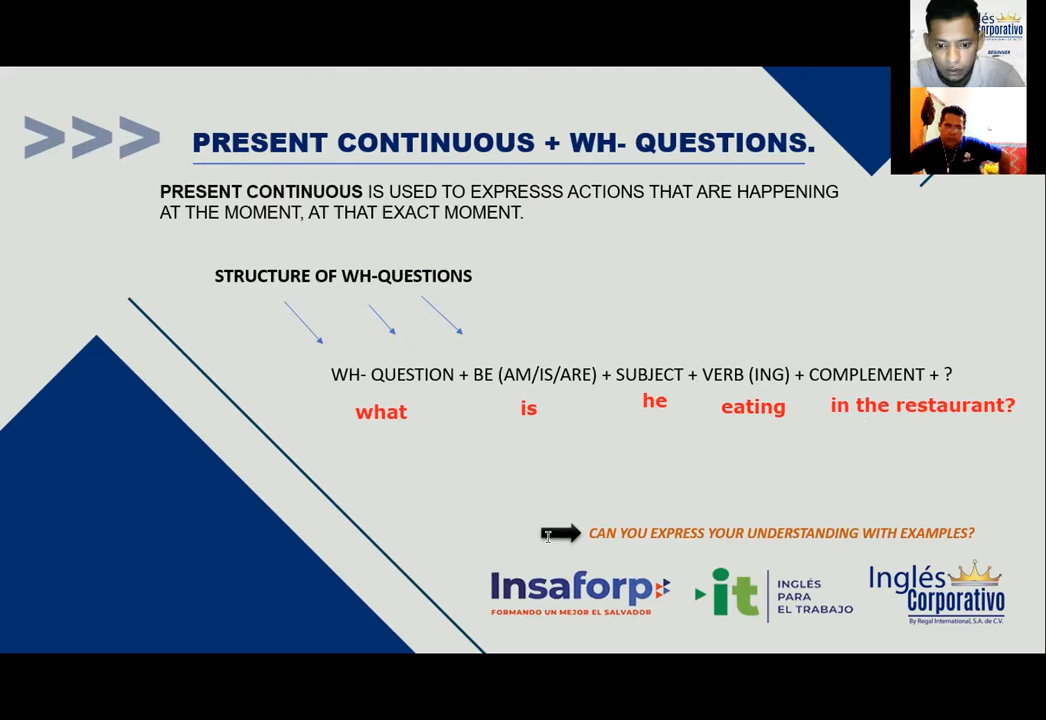 lés
Corporativo
BEGINNER
>>> PRESENT CONTINUOUS + WH- QUESTIONS.
PRESENT CONTINUOUS IS USED TO EXPRESSS ACTIONS THAT ARE HAPPENING
AT THE MOMENT, AT THAT EXACT MOMENT.
STRUCTURE OF WH-QUESTIONS
WH- QUESTION + BE (AM/IS/ARE) + SUBJECT + VERB (ING) + COMPLEMENT + ?
what is he eating in the restaurant?
CAN YOU EXPRESS YOUR UNDERSTANDING WITH EXAMPLES?
Insaforp
FORMANDO UN MEJOR EL SALVADOR
it
INGLÉS
PARA
EL TRABAJO
Inglés
Corporativo
By Regal International, S.A. de C.V.